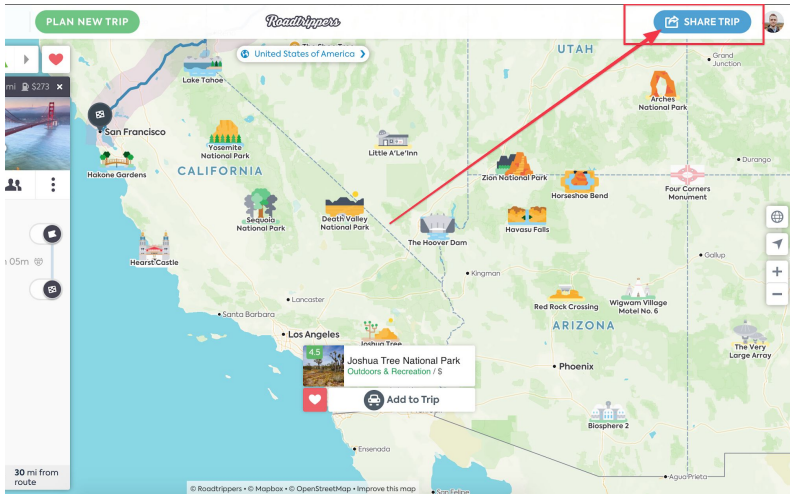 PLAN NEW TRIP
Roadtrippers
SHARE TRIP
United States of America
mi $273 ×
05m
30 mi from
route
UTAH
Grand
Junction
Lake Tahoe
Arches
National Park
San Francisco
Yosemite
National Park
Little A'Le'Inn
Durango
Hakone Gardens
CALIFORNIA
Zion National Park
Horseshoe Bend
Four Corners
Monument
Sequoia
National Park
Death Valley
National Park
Havasu Falls
The Hoover Dam
Hearst Castle
Gallup
Kingman
Lancaster
Santa Barbara
Red Rock Crossing
Wigwam Village
Motel No. 6
ARIZONA
Los Angeles
Joshua Tree
The Very
Large Array
4.5
Joshua Tree National Park
Outdoors & Recreation / $
Phoenix
Add to Trip
Biosphere 2
Ensenada
Agua Prieta
San Felipe
© Roadtrippers • © Mapbox • © OpenStreetMap • Improve this map